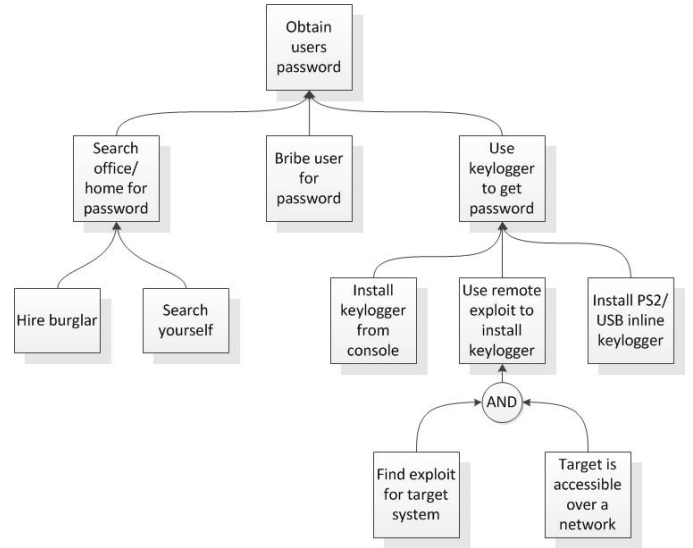 Obtain
users
password
Search
office/
home for
password
Bribe user
for
password
Use
keylogger
to get
password
Hire burglar
Search
yourself
Install
keylogger
from
console
Use remote
exploit to
install
keylogger
Install PS2/
USB inline
keylogger
AND
Find exploit
for target
system
Target is
accessible
over a
network